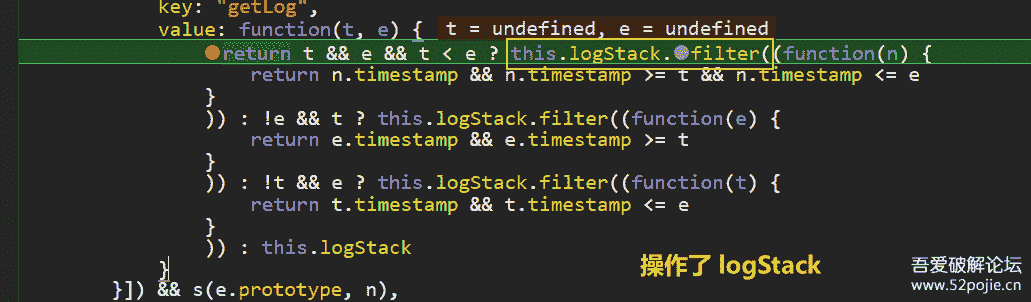 key: "getLog",
value: function(t, e) { t = undefined, e = undefined
return t && e && t < e ? this.logStack.filter((function(n) {
return n.timestamp && n.timestamp >= t && n.timestamp <= e
}
)) : !e && t ? this.logStack.filter((function(e) {
return e.timestamp && e.timestamp >= t
}
)) : !t && e ? this.logStack.filter((function(t) {
return t.timestamp && t.timestamp <= e
}
)) : this.logStack
}
}]) && s(e.prototype, n),
操作了 logStack
吾爱破解论坛
www.52pojie.cn